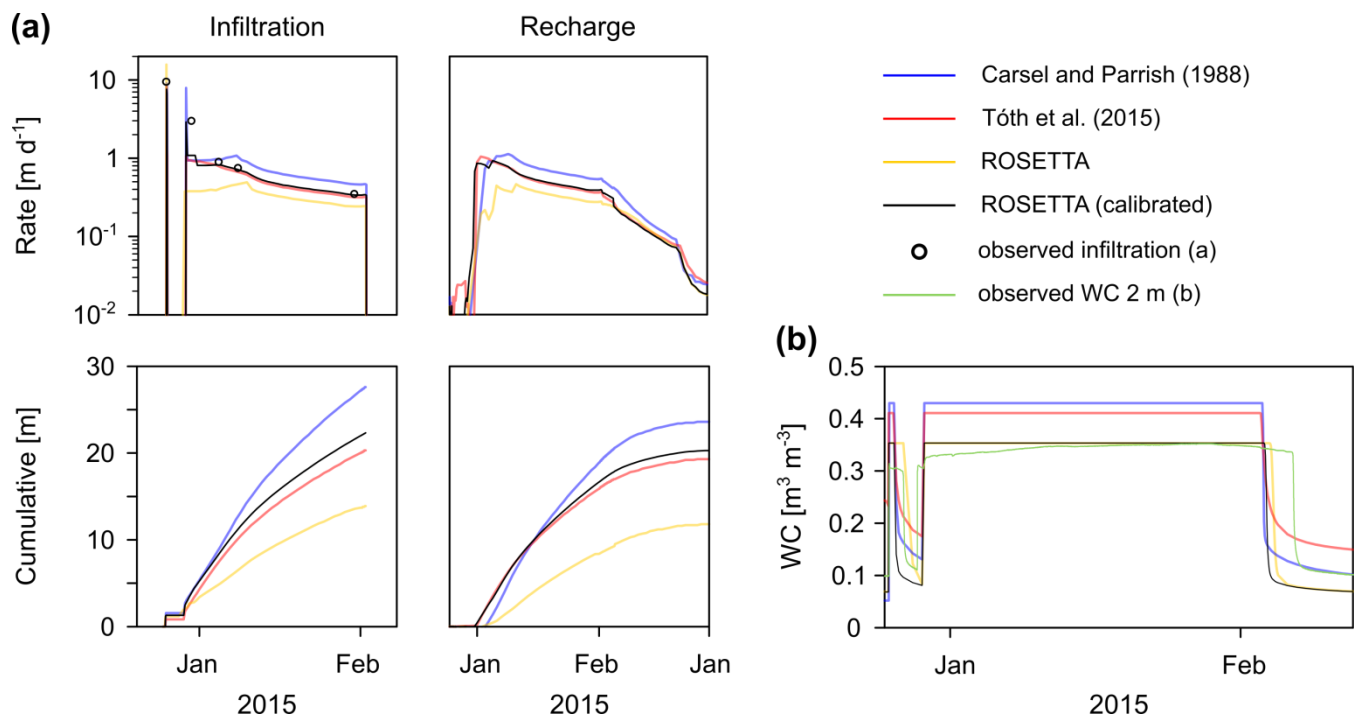 (a)
Infiltration
Recharge
Rate [m d⁻¹]
10
1
10⁻¹
10⁻²
Cumulative [m]
30
20
10
0
Jan
Feb
2015
Jan
Feb
Jan
2015
Carsel and Parrish (1988)
Tóth et al. (2015)
ROSETTA
ROSETTA (calibrated)
observed infiltration (a)
observed WC 2 m (b)
(b)
WC [m³ m⁻³]
0.5
0.4
0.3
0.2
0.1
0
Jan
Feb
2015